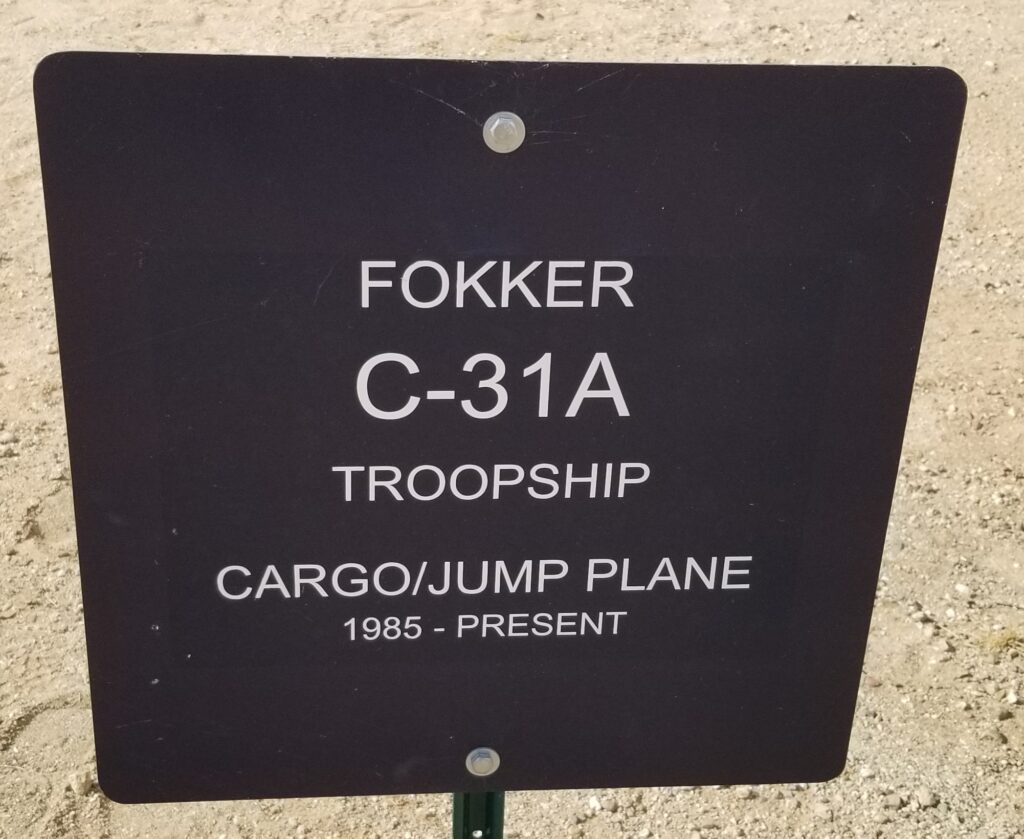 FOKKER
C-31A
TROOPSHIP
CARGO/JUMP PLANE
1985 - PRESENT